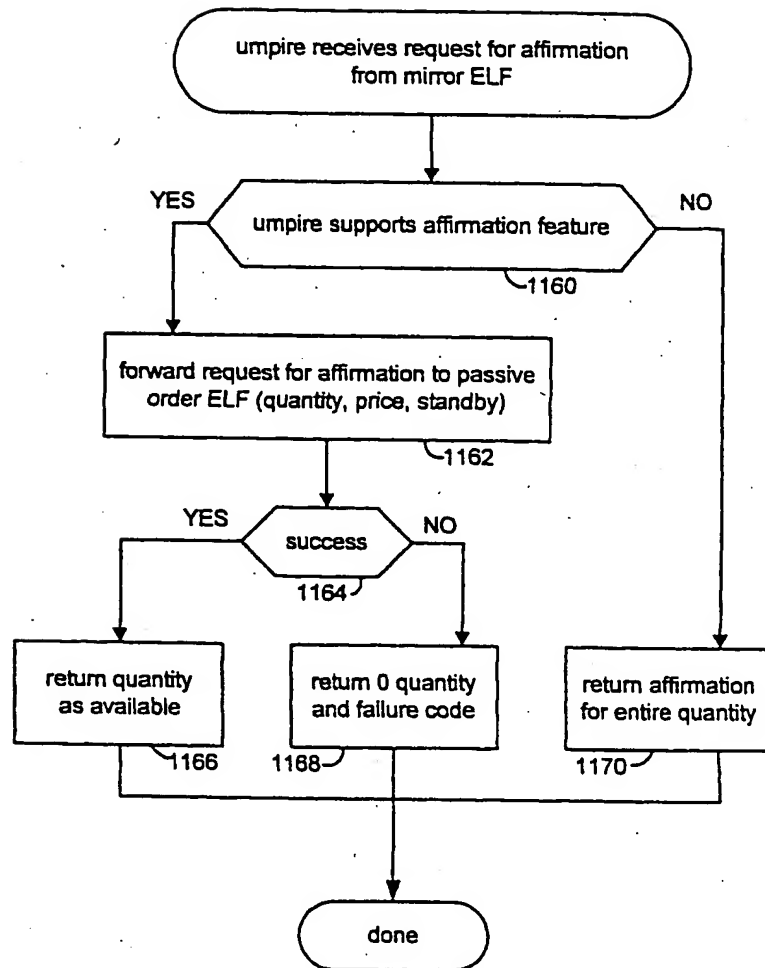 umpire receives request for affirmation
from mirror ELF
YES
NO
umpire supports affirmation feature
1160
forward request for affirmation to passive
order ELF (quantity, price, standby)
1162
YES
NO
success
1164
return quantity
as available
1166
return 0 quantity
and failure code
1168
return affirmation
for entire quantity
1170
done